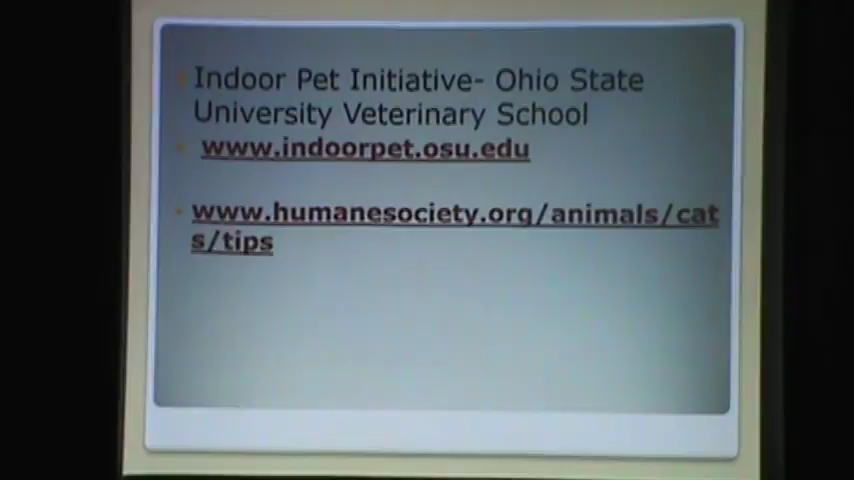 Indoor Pet Initiative- Ohio State
University Veterinary School
www.indoorpet.osu.edu
www.humanesociety.org/animals/cat
s/tips